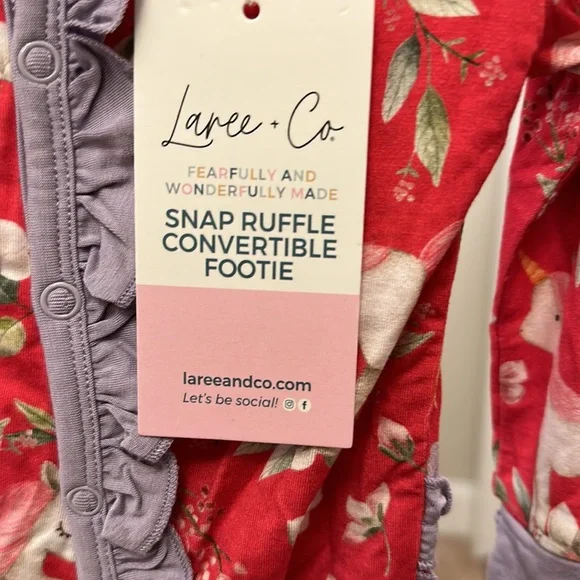 Laree + Co®
FEARFULLY AND
WONDERFULLY MADE
SNAP RUFFLE
CONVERTIBLE
FOOTIE
lareeandco.com
Let's be social!